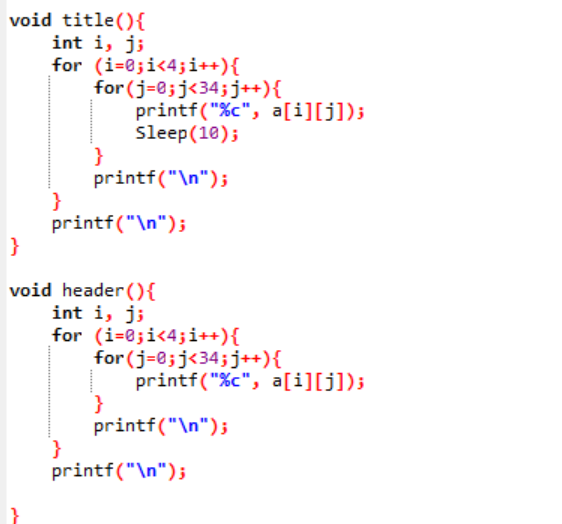 void title(){
    int i, j;
    for (i=0;i<4;i++){
        for(j=0;j<34;j++){
            printf("%c", a[i][j]);
            Sleep(10);
        }
        printf("\n");
    }
    printf("\n");
}

void header(){
    int i, j;
    for (i=0;i<4;i++){
        for(j=0;j<34;j++){
            printf("%c", a[i][j]);
        }
        printf("\n");
    }
    printf("\n");

}